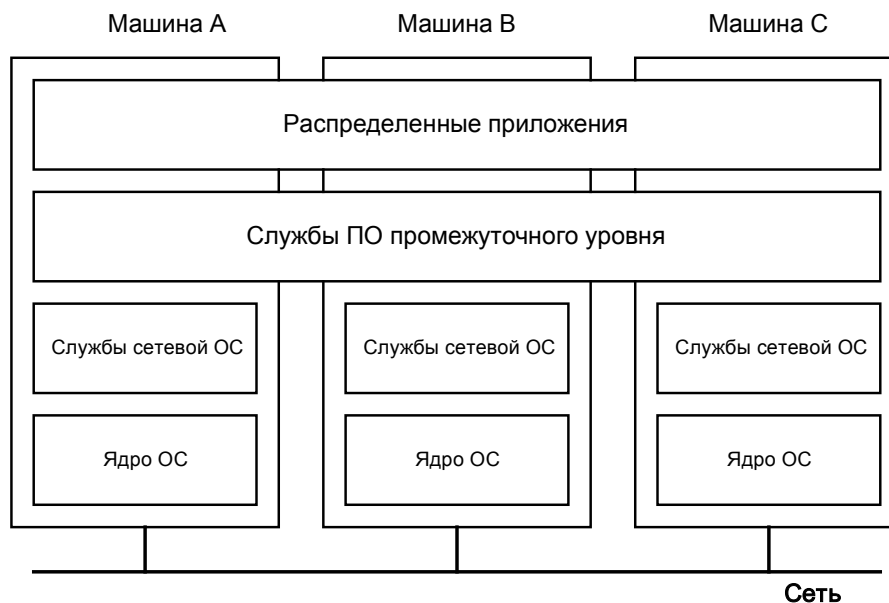 Машина A
Машина B
Машина C
Распределенные приложения
Службы ПО промежуточного уровня
Службы сетевой ОС
Службы сетевой ОС
Службы сетевой ОС
Ядро ОС
Ядро ОС
Ядро ОС
Сеть